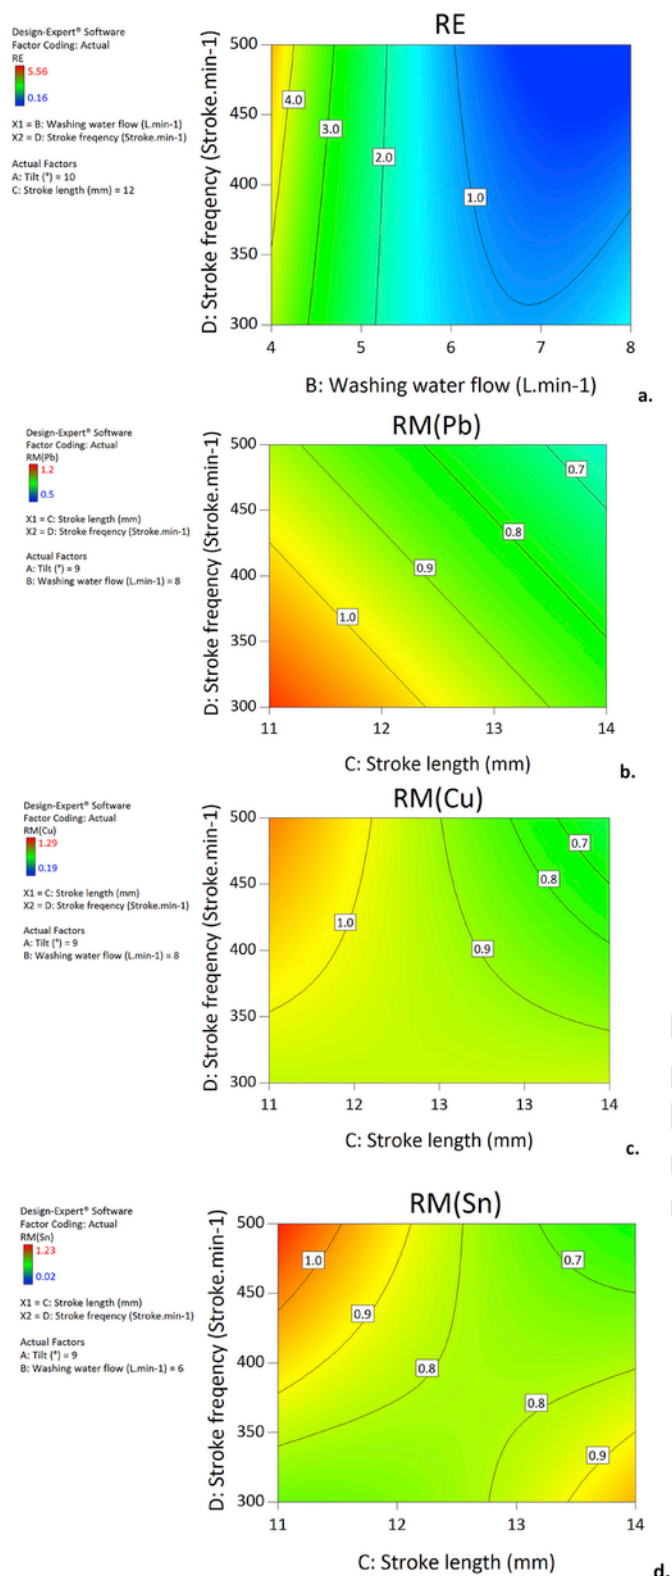 Design-Expert® Software
Factor Coding: Actual
RE
5.56
0.16
X1 = B: Washing water flow (L.min-1)
X2 = D: Stroke freqency (Stroke.min-1)
Actual Factors
A: Tilt (°) = 10
C: Stroke length (mm) = 12
RE
D: Stroke freqency (Stroke.min-1)
500
450
400
350
300
4.0
3.0
2.0
1.0
4 5 6 7 8
B: Washing water flow (L.min-1)
a.
Design-Expert® Software
Factor Coding: Actual
RM(Pb)
1.2
0.5
X1 = C: Stroke length (mm)
X2 = D: Stroke freqency (Stroke.min-1)
Actual Factors
A: Tilt (°) = 9
B: Washing water flow (L.min-1) = 8
RM(Pb)
D: Stroke freqency (Stroke.min-1)
500
450
400
350
300
0.7
0.8
0.9
1.0
11 12 13 14
C: Stroke length (mm)
b.
Design-Expert® Software
Factor Coding: Actual
RM(Cu)
1.29
0.19
X1 = C: Stroke length (mm)
X2 = D: Stroke freqency (Stroke.min-1)
Actual Factors
A: Tilt (°) = 9
B: Washing water flow (L.min-1) = 8
RM(Cu)
D: Stroke freqency (Stroke.min-1)
500
450
400
350
300
0.7
0.8
1.0
0.9
11 12 13 13 14
C: Stroke length (mm)
c.
Design-Expert® Software
Factor Coding: Actual
RM(Sn)
1.23
0.02
X1 = C: Stroke length (mm)
X2 = D: Stroke freqency (Stroke.min-1)
Actual Factors
A: Tilt (°) = 9
B: Washing water flow (L.min-1) = 6
RM(Sn)
D: Stroke freqency (Stroke.min-1)
500
450
400
350
300
1.0
0.7
0.9
0.8
0.8
0.9
11 12 13 14
C: Stroke length (mm)
d.